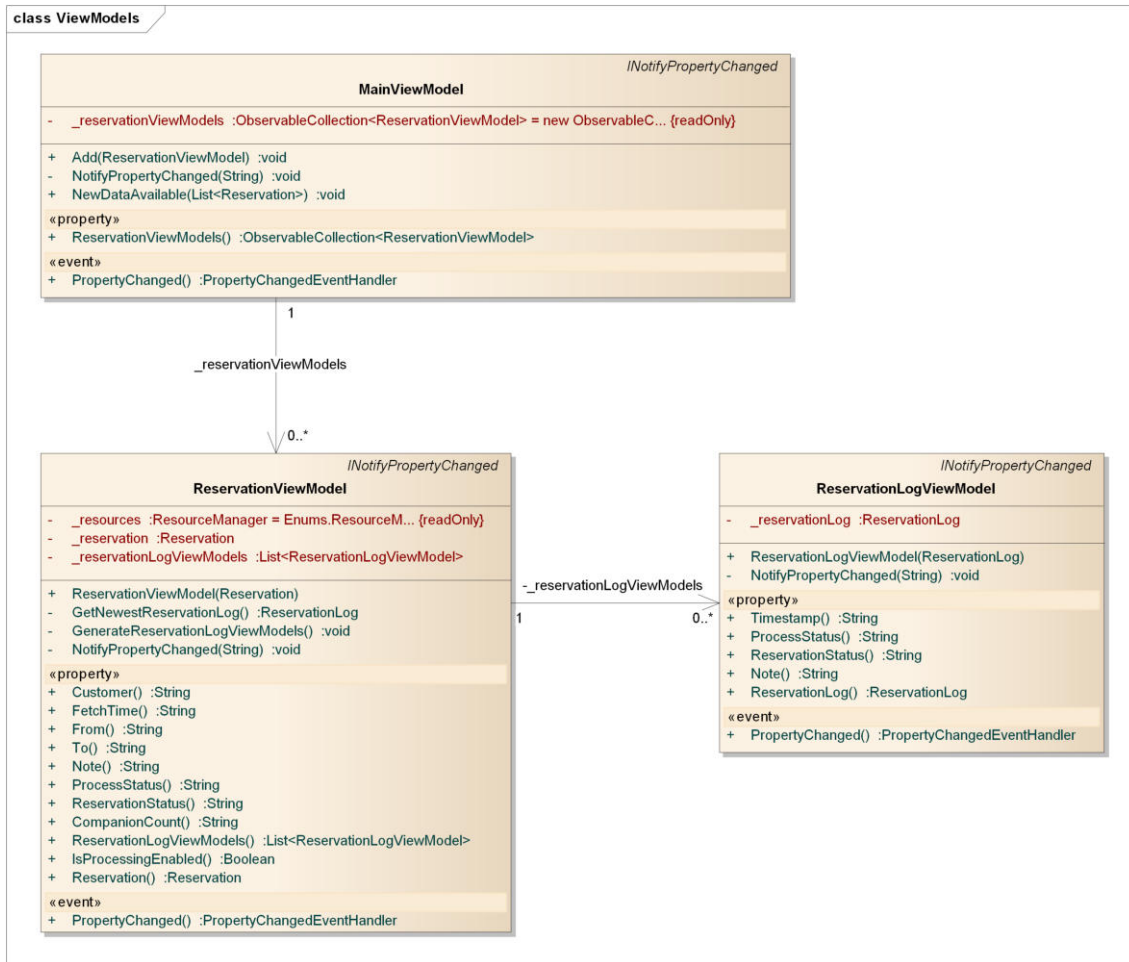 class ViewModels
INotifyPropertyChanged
MainViewModel
- _reservationViewModels :ObservableCollection<ReservationViewModel> = new ObservableC... {readOnly}
+ Add(ReservationViewModel) :void
- NotifyPropertyChanged(String) :void
+ NewDataAvailable(List<Reservation>) :void
«property»
+ ReservationViewModels() :ObservableCollection<ReservationViewModel>
«event»
+ PropertyChanged() :PropertyChangedEventHandler
1
_reservationViewModels
0..*
INotifyPropertyChanged
ReservationViewModel
- _resources :ResourceManager = Enums.ResourceM... {readOnly}
- _reservation :Reservation
- _reservationLogViewModels :List<ReservationLogViewModel>
+ ReservationViewModel(Reservation)
- GetNewestReservationLog() :ReservationLog
- GenerateReservationLogViewModels() :void
- NotifyPropertyChanged(String) :void
«property»
+ Customer() :String
+ FetchTime() :String
+ From() :String
+ To() :String
+ Note() :String
+ ProcessStatus() :String
+ ReservationStatus() :String
+ CompanionCount() :String
+ ReservationLogViewModels() :List<ReservationLogViewModel>
+ IsProcessingEnabled() :Boolean
+ Reservation() :Reservation
«event»
+ PropertyChanged() :PropertyChangedEventHandler
-_reservationLogViewModels
1
0..*
INotifyPropertyChanged
ReservationLogViewModel
- _reservationLog :ReservationLog
+ ReservationLogViewModel(ReservationLog)
- NotifyPropertyChanged(String) :void
«property»
+ Timestamp() :String
+ ProcessStatus() :String
+ ReservationStatus() :String
+ Note() :String
+ ReservationLog() :ReservationLog
«event»
+ PropertyChanged() :PropertyChangedEventHandler